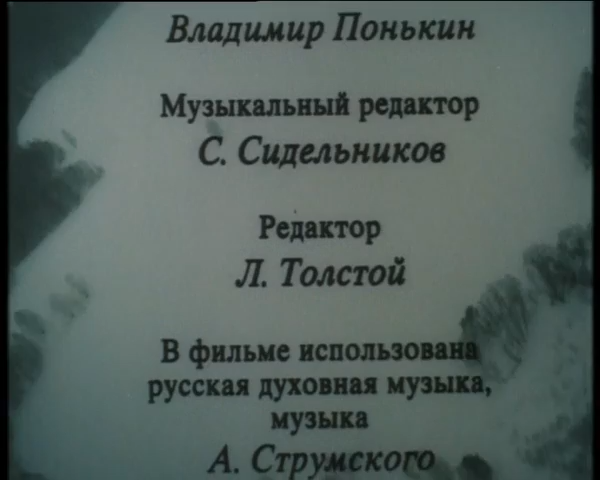 Владимир Понькин
Музыкальный редактор
С. Сидельников
Редактор
Л. Толстой
В фильме использована
русская духовная музыка,
музыка
А. Струмского